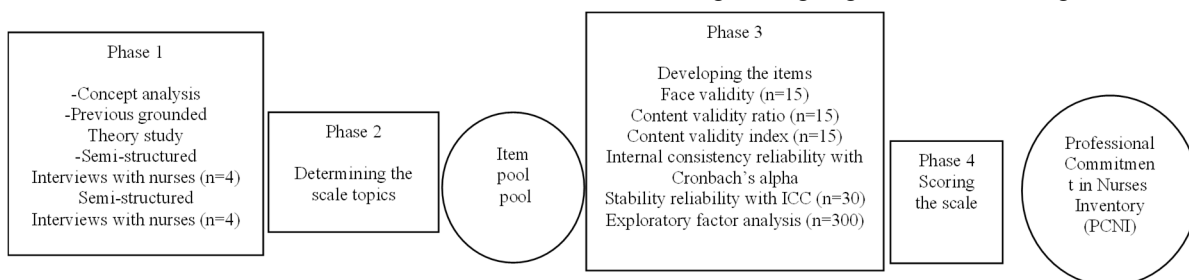 Phase 1
-Concept analysis
-Previous grounded
Theory study
-Semi-structured
Interviews with nurses (n=4)
Semi-structured
Interviews with nurses (n=4)
Phase 2
Determining the
scale topics
Item
pool
pool
Phase 3
Developing the items
Face validity (n=15)
Content validity ratio (n=15)
Content validity index (n=15)
Internal consistency reliability with
Cronbach's alpha
Stability reliability with ICC (n=30)
Exploratory factor analysis (n=300)
Phase 4
Scoring
the scale
Professional
Commitmen
t in Nurses
Inventory
(PCNI)